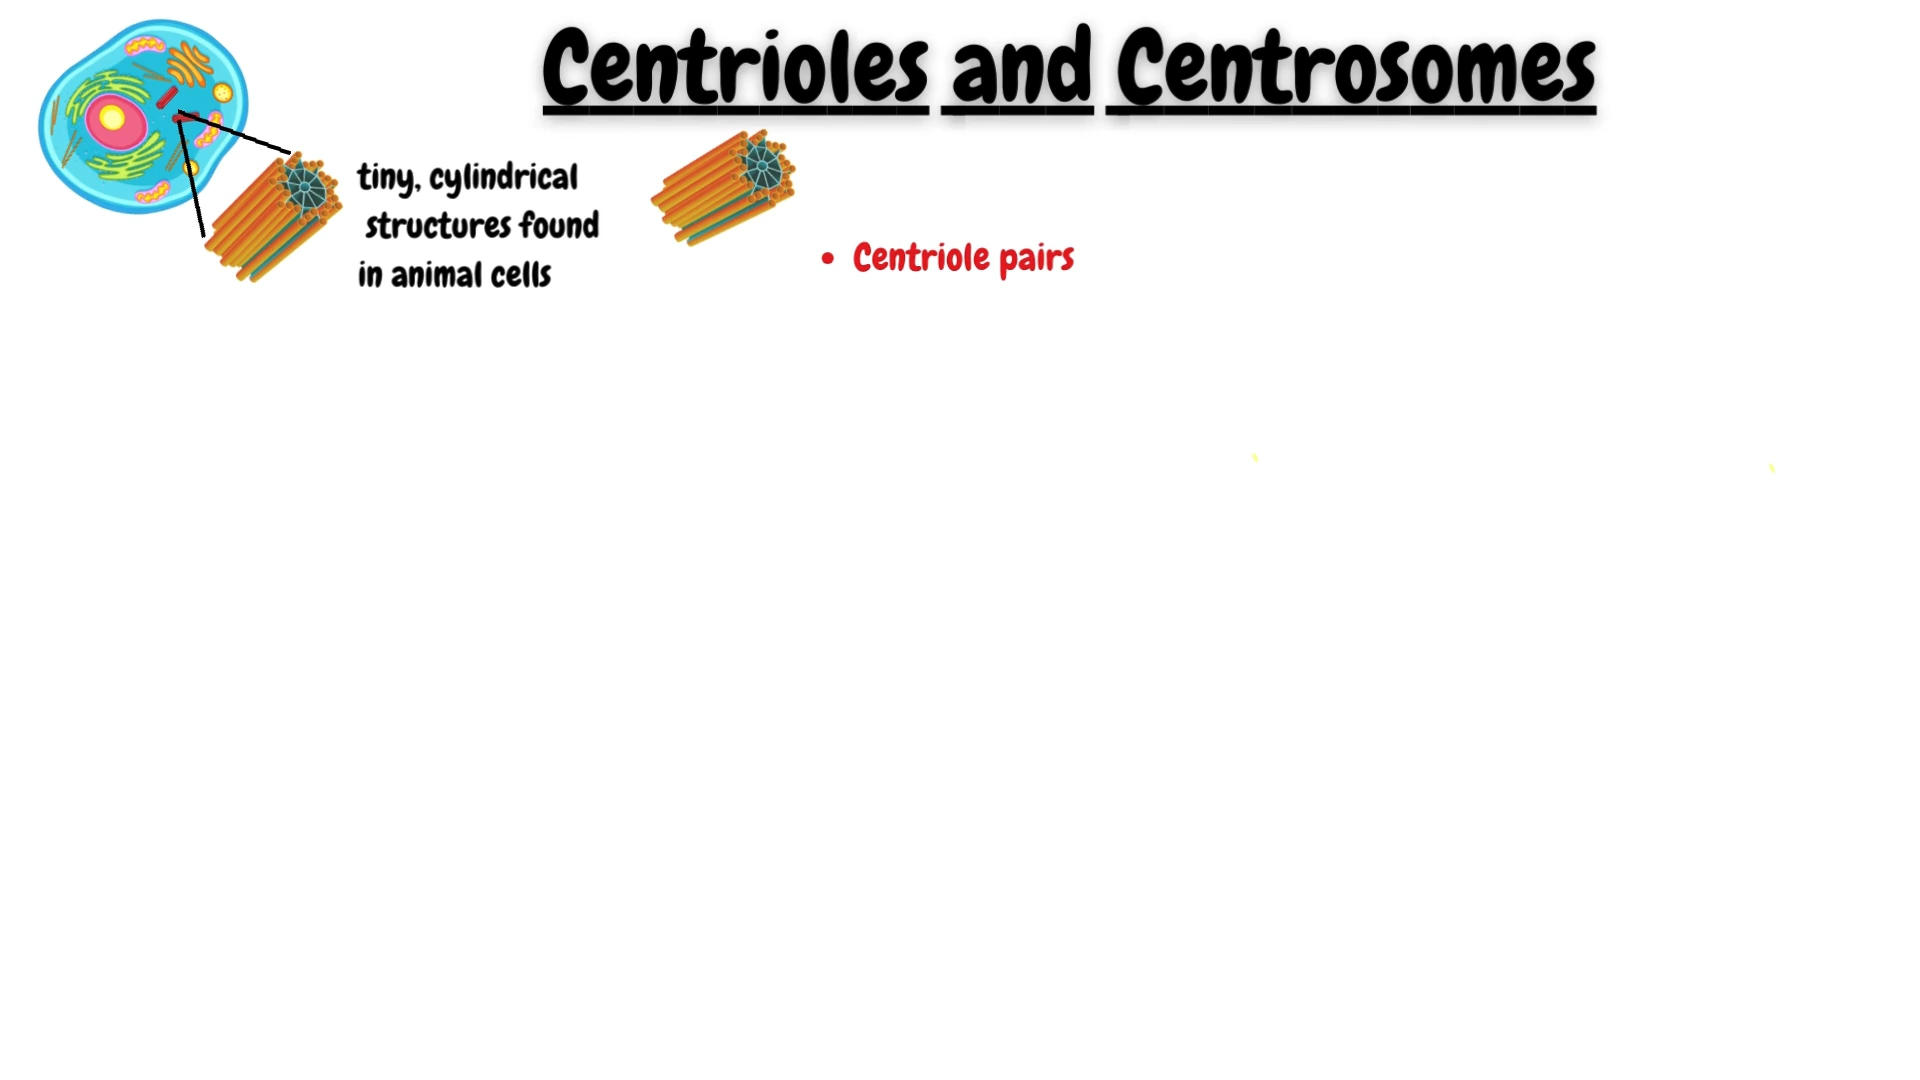 Centrioles and Centrosomes
tiny, cylindrical
structures found
in animal cells
• Centriole pairs